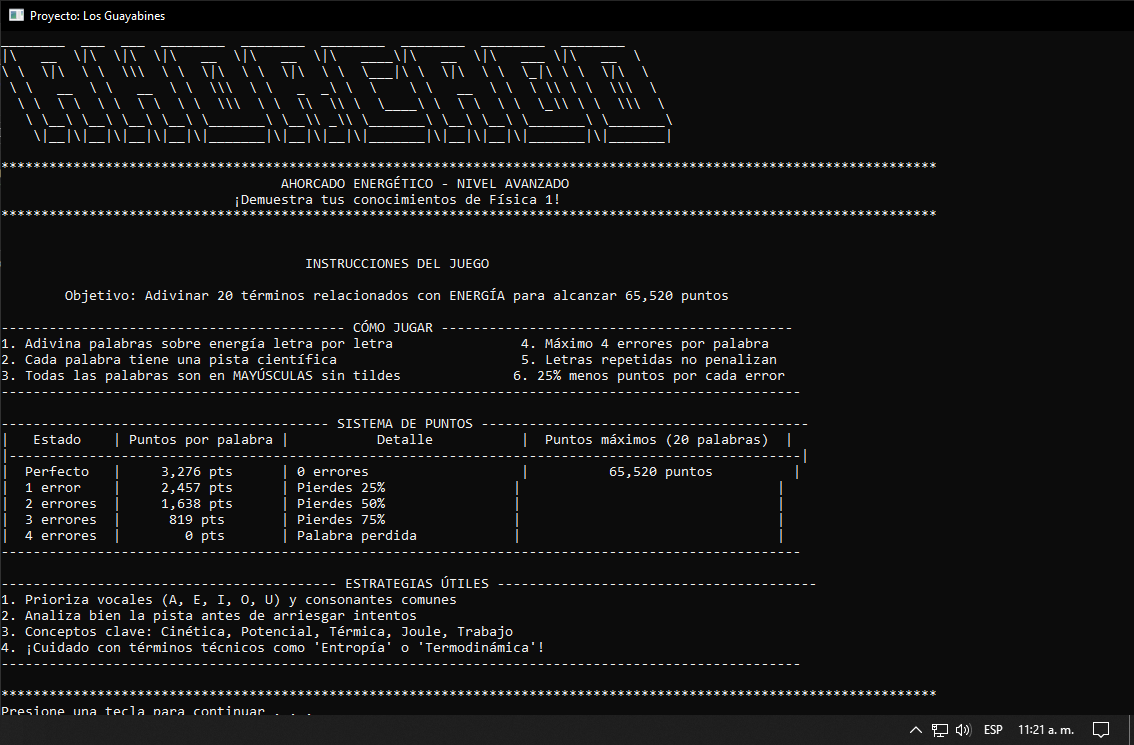 Proyecto: Los Guayabines
AHORCADO
************************************************************************************************************************
AHORCADO ENERGÉTICO - NIVEL AVANZADO
¡Demuestra tus conocimientos de Física 1!
************************************************************************************************************************
INSTRUCCIONES DEL JUEGO
Objetivo: Adivinar 20 términos relacionados con ENERGÍA para alcanzar 65,520 puntos
------------------------------------------- CÓMO JUGAR --------------------------------------------
1. Adivina palabras sobre energía letra por letra 4. Máximo 4 errores por palabra
2. Cada palabra tiene una pista científica 5. Letras repetidas no penalizan
3. Todas las palabras son en MAYÚSCULAS sin tildes 6. 25% menos puntos por cada error
----------------------------------------------------------------------------------------------------
----------------------------------------- SISTEMA DE PUNTOS -----------------------------------------
| Estado | Puntos por palabra | Detalle | Puntos máximos (20 palabras) |
|---------------------------------------------------------------------------------------------------|
| Perfecto | 3,276 pts | 0 errores | 65,520 puntos |
| 1 error | 2,457 pts | Pierdes 25% | |
| 2 errores | 1,638 pts | Pierdes 50% | |
| 3 errores | 819 pts | Pierdes 75% | |
| 4 errores | 0 pts | Palabra perdida | |
----------------------------------------------------------------------------------------------------
------------------------------------------ ESTRATEGIAS ÚTILES ----------------------------------------
1. Prioriza vocales (A, E, I, O, U) y consonantes comunes
2. Analiza bien la pista antes de arriesgar intentos
3. Conceptos clave: Cinética, Potencial, Térmica, Joule, Trabajo
4. ¡Cuidado con términos técnicos como 'Entropía' o 'Termodinámica'!
----------------------------------------------------------------------------------------------------
************************************************************************************************************************
Presione una tecla para continuar . . .
ESP 11:21 a. m.